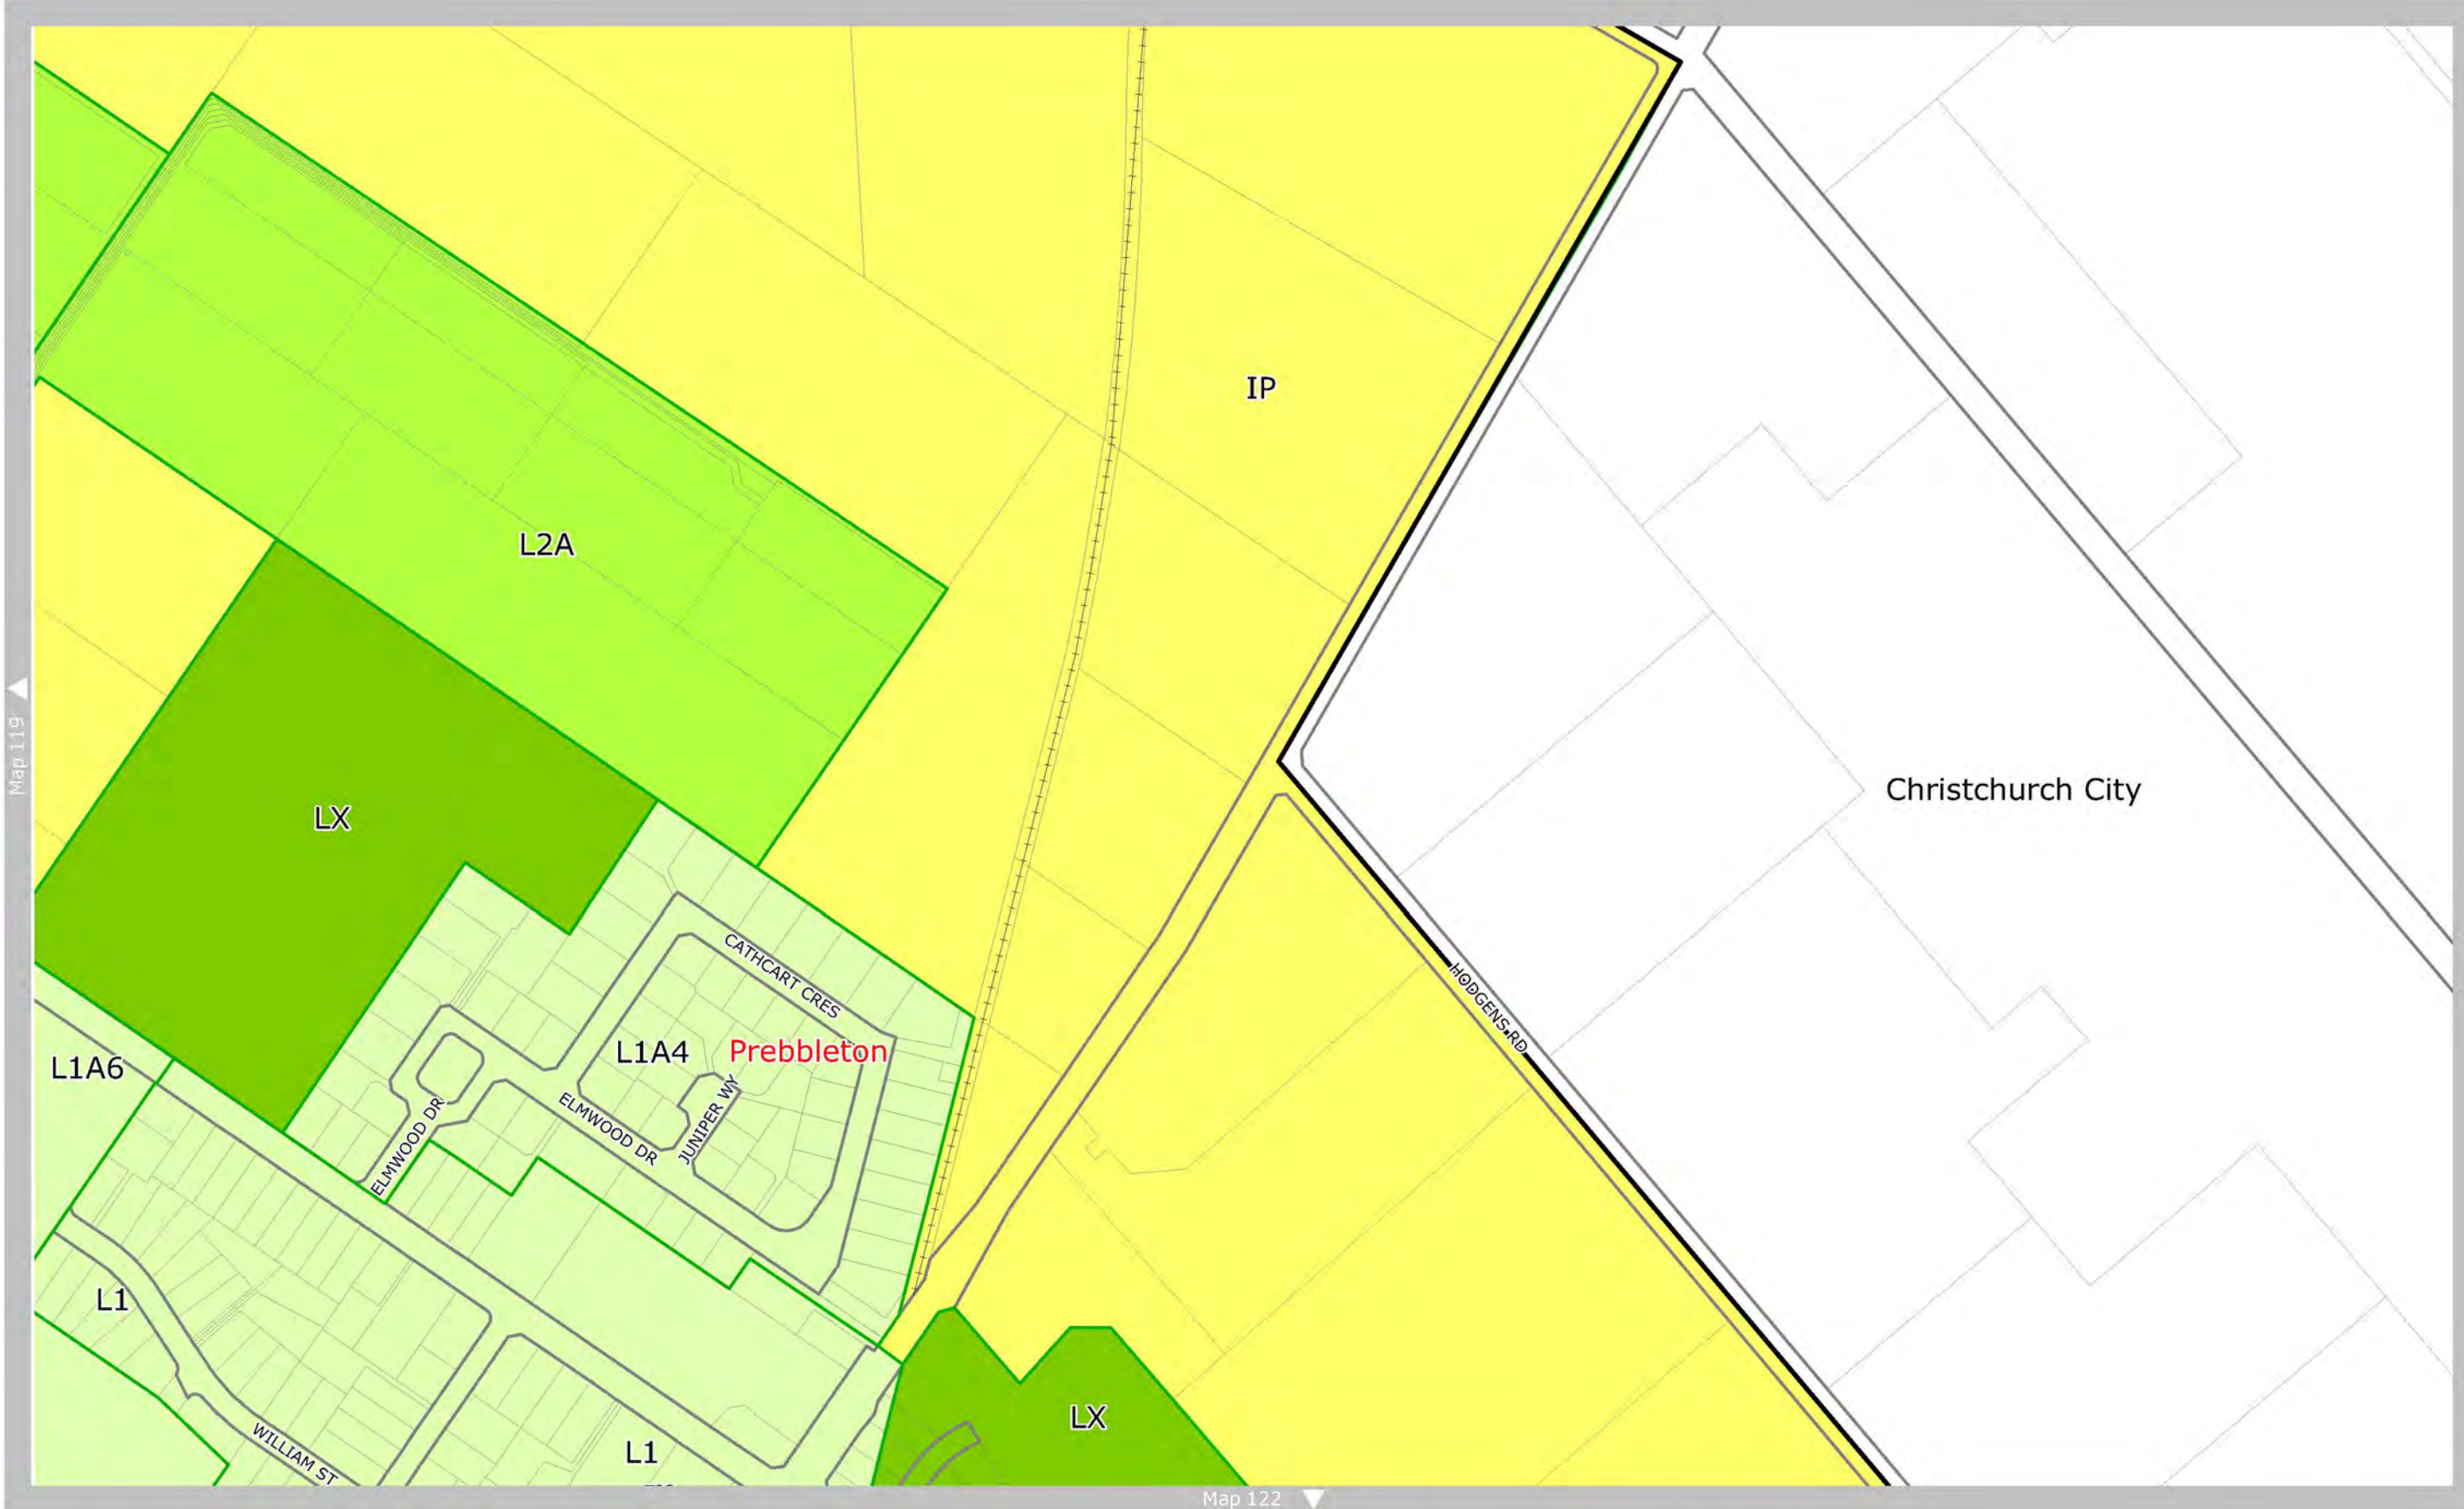 IP
L2A
Map 119
Christchurch City
LX
CATHCART CRES
HODGENS RD
L1A4
Prebbleton
L1A6
JUNIPER WY
ELMWOOD DR
ELMWOOD DR
L1
LX
WILLIAM ST
L1
Map 122